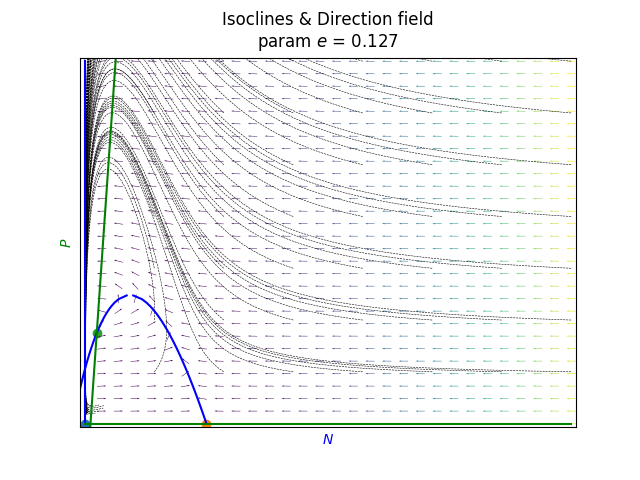 Isoclines & Direction field
param e = 0.127
P
N